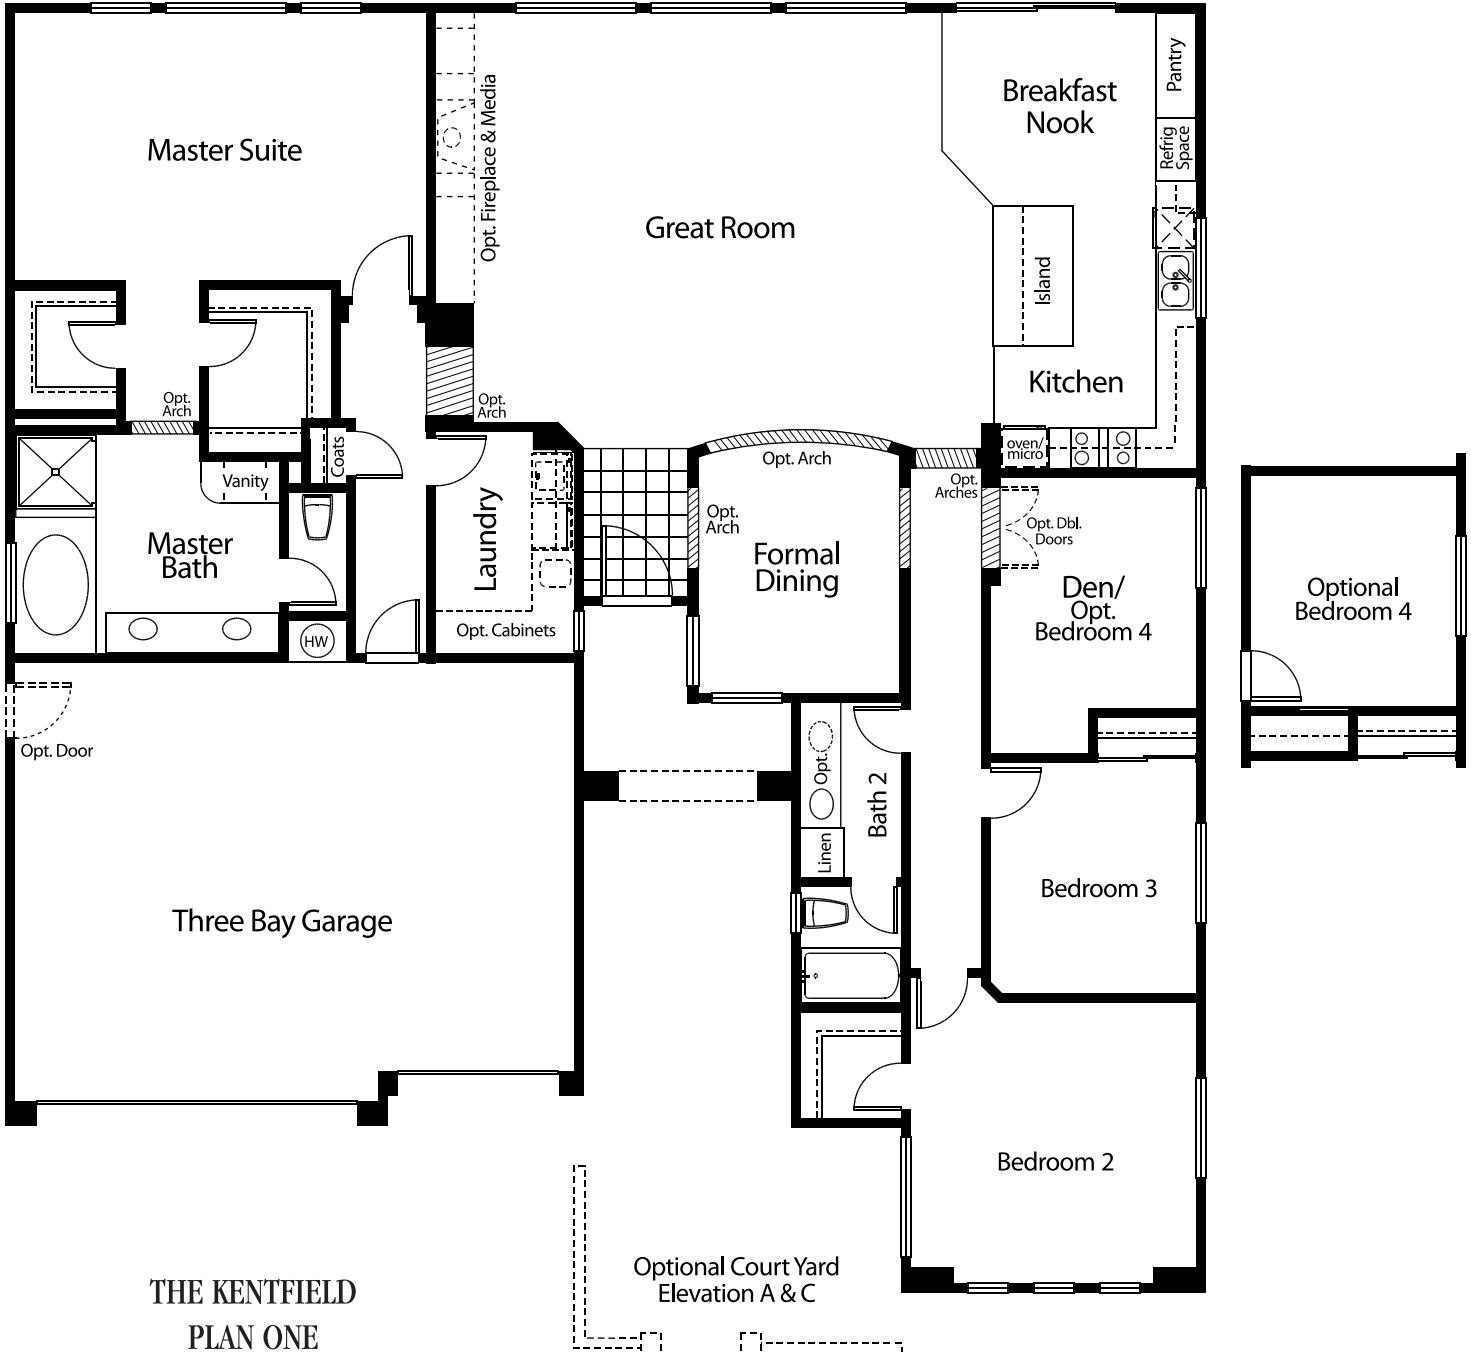 Master Suite
Opt. Fireplace & Media
Great Room
Breakfast
Nook
Pantry
Refrig
Space
Island
Kitchen
Opt.
Arch
Opt.
Arch
Coats
Vanity
Master
Bath
HW
Laundry
Opt. Cabinets
Opt. Arch
Opt.
Arch
Formal
Dining
oven/
micro
Opt.
Arches
Opt. Dbl.
Doors
Den/
Opt.
Bedroom 4
Optional
Bedroom 4
Opt. Door
Opt.
Bath 2
Linen
Bedroom 3
Three Bay Garage
Bedroom 2
Optional Court Yard
Elevation A & C
THE KENTFIELD
PLAN ONE